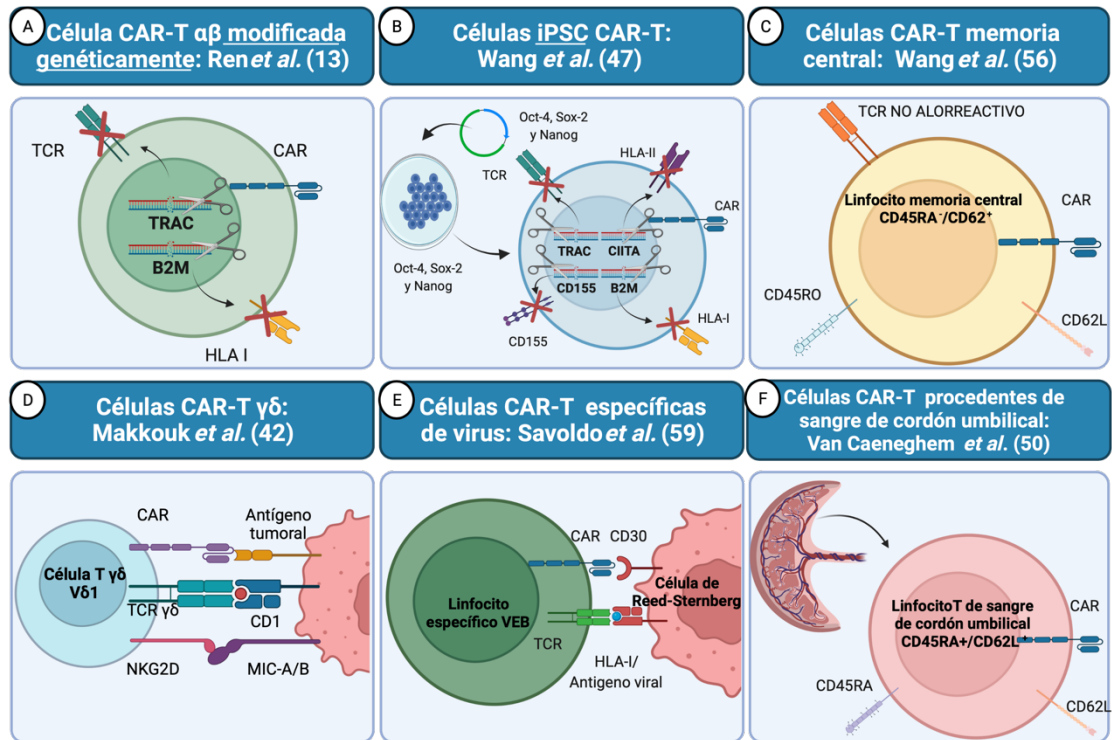 A
Célula CAR-T αβ modificada
genéticamente: Ren et al. (13)
TCR
CAR
TRAC
B2M
HLA I
B
Células iPSC CAR-T:
Wang et al. (47)
Oct-4, Sox-2
y Nanog
HLA-II
TCR
CAR
TRAC
CIITA
CD155
B2M
Oct-4, Sox-2
y Nanog
HLA-I
CD155
C
Células CAR-T memoria
central: Wang et al. (56)
TCR NO ALORREACTIVO
CAR
Linfocito memoria central
CD45RA-/CD62+
CD45RO
CD62L
D
Células CAR-T γδ:
Makkouk et al. (42)
CAR
Antígeno
tumoral
Célula T γδ
Vδ1
TCR γδ
CD1
NKG2D
MIC-A/B
E
Células CAR-T específicas
de virus: Savoldo et al. (59)
CAR
CD30
Célula de
Reed-Sternberg
Linfocito
específico VEB
TCR
HLA-I/
Antigeno viral
F
Células CAR-T procedentes de
sangre de cordón umbilical:
Van Caeneghem et al. (50)
LinfocitoT de sangre
de cordón umbilical
CD45RA+/CD62L+
CAR
CD45RA
CD62L